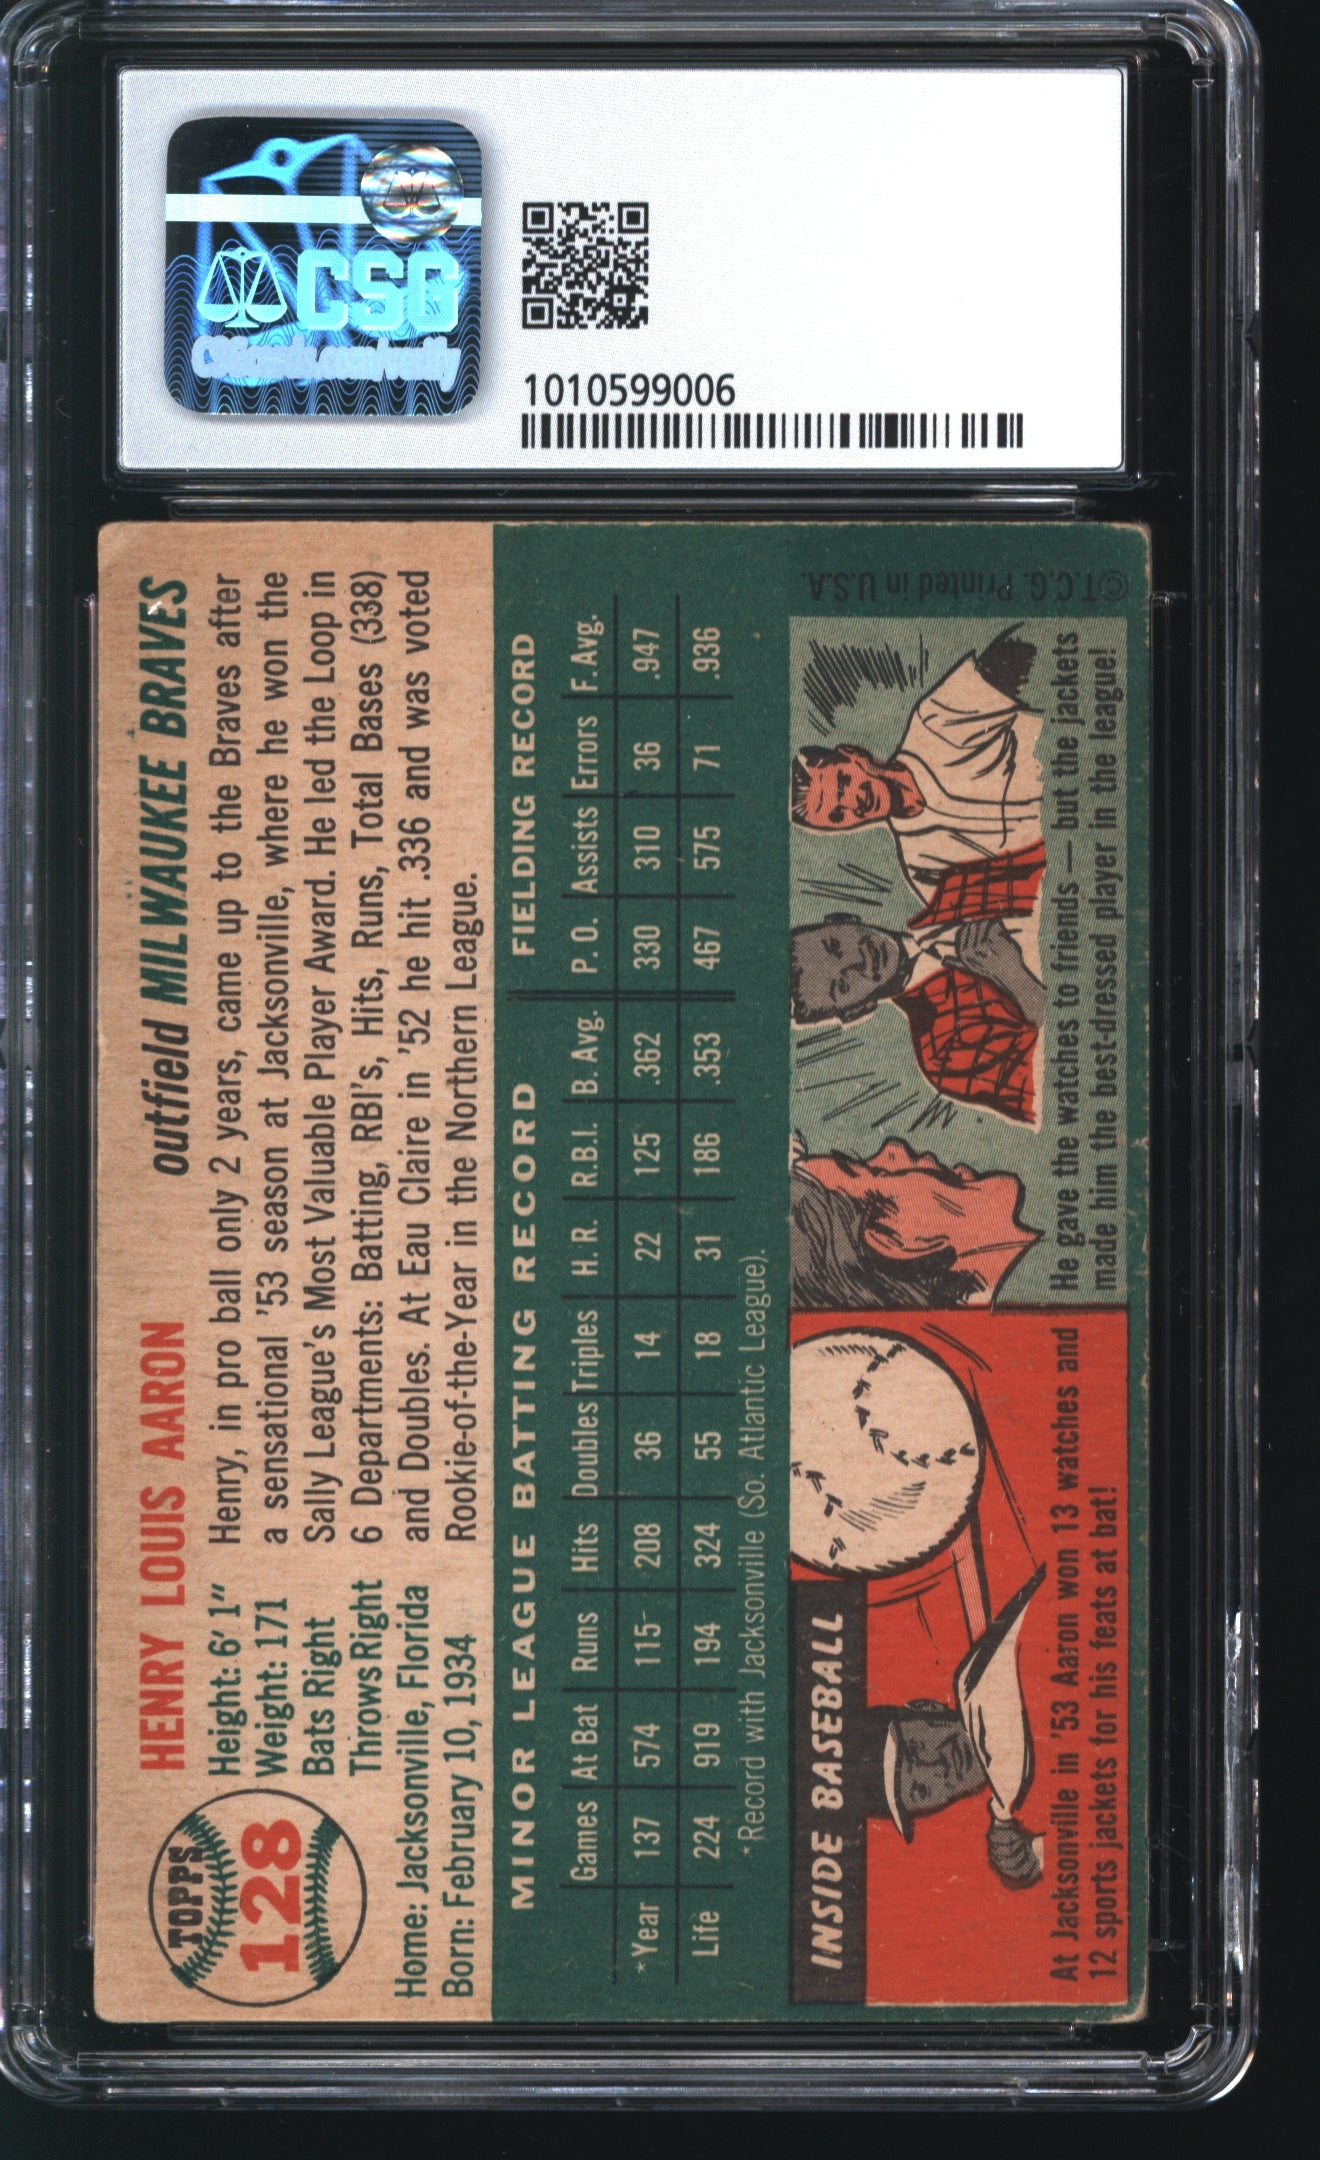 CSG
1010599006
TOPPS
128
HENRY LOUIS AARON
outfield MILWAUKEE BRAVES
Height: 6' 1"
Weight: 171
Bats Right
Throws Right
Home: Jacksonville, Florida
Born: February 10, 1934
Henry, in pro ball only 2 years, came up to the Braves after
a sensational '53 season at Jacksonville, where he won the
Sally League's Most Valuable Player Award. He led the Loop in
6 Departments: Batting, RBI's, Hits, Runs, Total Bases (338)
and Doubles. At Eau Claire in '52 he hit .336 and was voted
Rookie-of-the-Year in the Northern League.
MINOR LEAGUE BATTING RECORD FIELDING RECORD
Games At Bat Runs Hits Doubles Triples H. R. R.B.I. B. Avg. P. O. Assists Errors F. Avg.
*Year 137 574 115 208 36 14 22 125 .362 330 310 36 .947
Life 224 919 194 324 55 18 31 186 .353 467 575 71 .936
*Record with Jacksonville (So. Atlantic League).
INSIDE BASEBALL
At Jacksonville in '53 Aaron won 13 watches and
12 sports jackets for his feats at bat!
He gave the watches to friends — but the jackets
made him the best-dressed player in the league!
©T.C.G. Printed in U.S.A.